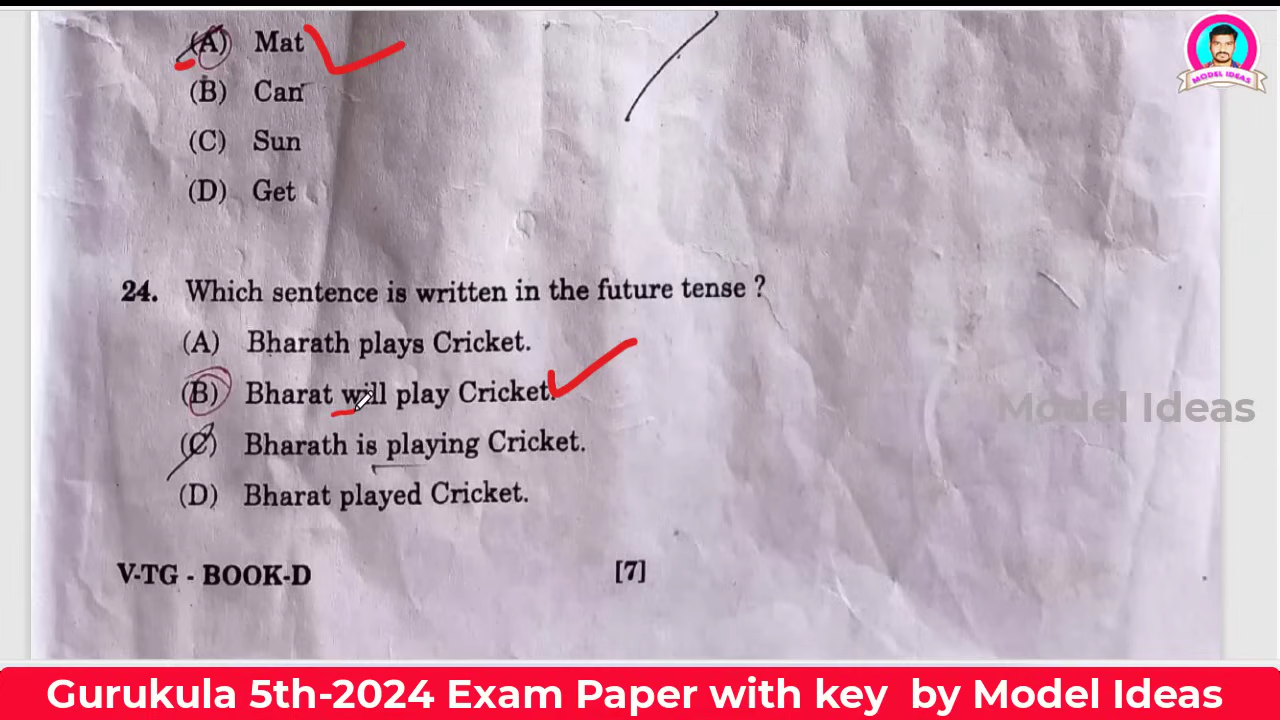 (A) Mat
(B) Can
(C) Sun
(D) Get
MODEL IDEAS
24. Which sentence is written in the future tense ?
(A) Bharath plays Cricket.
(B) Bharat will play Cricket.
(C) Bharath is playing Cricket.
(D) Bharat played Cricket.
Model Ideas
V-TG - BOOK-D
[7]
Gurukula 5th-2024 Exam Paper with key by Model Ideas